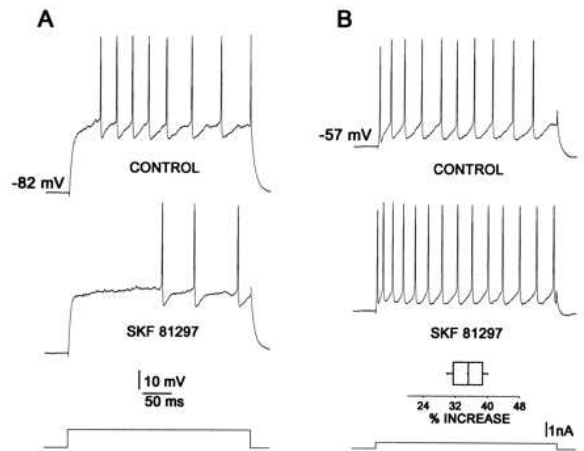 A
B
-82 mV
CONTROL
-57 mV
CONTROL
SKF 81297
SKF 81297
10 mV
50 ms
24 32 40 48
% INCREASE
1nA